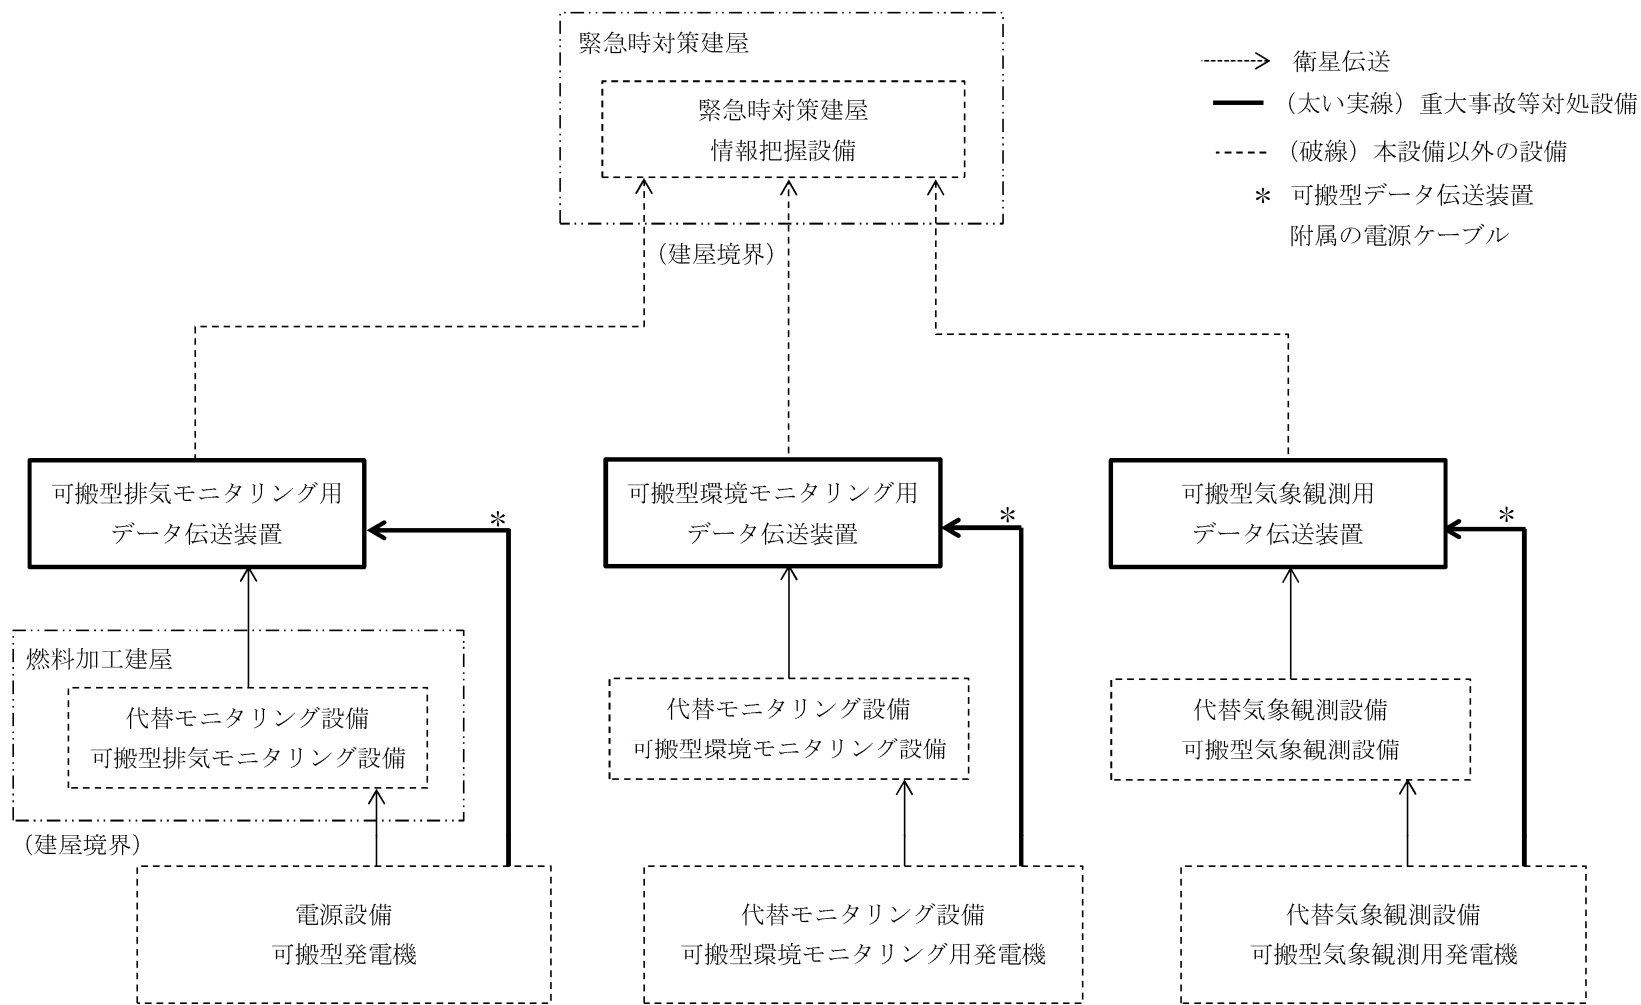 緊急時対策建屋
緊急時対策建屋
情報把握設備
(建屋境界)
衛星伝送
(太い実線) 重大事故等対処設備
(破線) 本設備以外の設備
* 可搬型データ伝送装置
附属の電源ケーブル
可搬型排気モニタリング用
データ伝送装置
*
可搬型環境モニタリング用
データ伝送装置
*
可搬型気象観測用
データ伝送装置
*
燃料加工建屋
代替モニタリング設備
可搬型排気モニタリング設備
(建屋境界)
代替モニタリング設備
可搬型環境モニタリング設備
代替気象観測設備
可搬型気象観測設備
電源設備
可搬型発電機
代替モニタリング設備
可搬型環境モニタリング用発電機
代替気象観測設備
可搬型気象観測用発電機